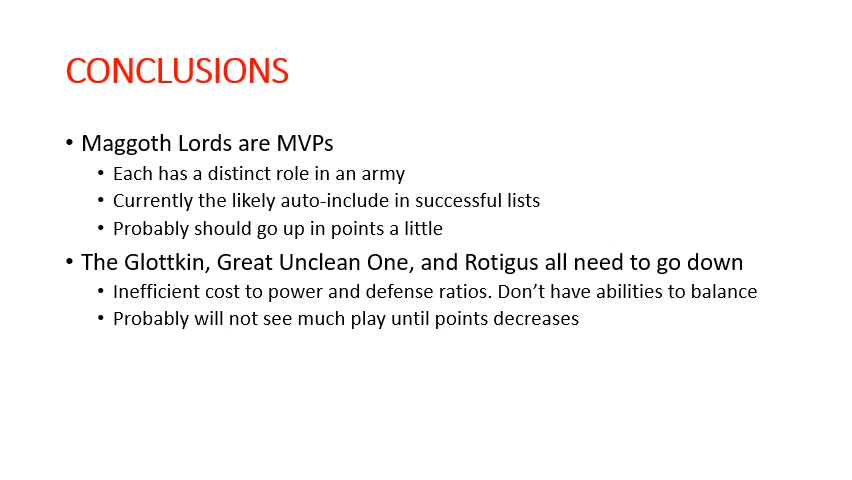 CONCLUSIONS
• Maggoth Lords are MVPs
• Each has a distinct role in an army
• Currently the likely auto-include in successful lists
• Probably should go up in points a little
• The Glottkin, Great Unclean One, and Rotigus all need to go down
• Inefficient cost to power and defense ratios. Don’t have abilities to balance
• Probably will not see much play until points decreases